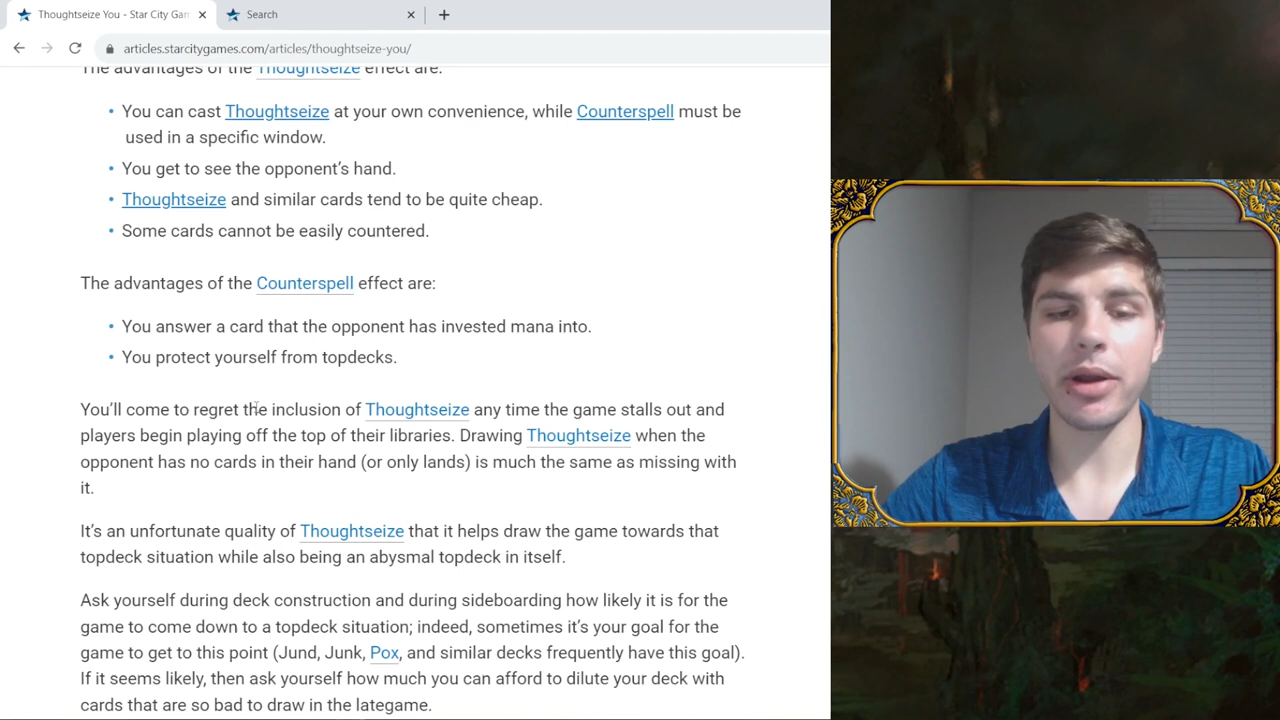 Thoughtseize You - Star City Gam
Search
articles.starcitygames.com/articles/thoughtseize-you/
The advantages of the Thoughtseize effect are:
• You can cast Thoughtseize at your own convenience, while Counterspell must be
used in a specific window.
• You get to see the opponent’s hand.
• Thoughtseize and similar cards tend to be quite cheap.
• Some cards cannot be easily countered.
The advantages of the Counterspell effect are:
• You answer a card that the opponent has invested mana into.
• You protect yourself from topdecks.
You’ll come to regret the inclusion of Thoughtseize any time the game stalls out and
players begin playing off the top of their libraries. Drawing Thoughtseize when the
opponent has no cards in their hand (or only lands) is much the same as missing with
it.
It’s an unfortunate quality of Thoughtseize that it helps draw the game towards that
topdeck situation while also being an abysmal topdeck in itself.
Ask yourself during deck construction and during sideboarding how likely it is for the
game to come down to a topdeck situation; indeed, sometimes it’s your goal for the
game to get to this point (Jund, Junk, Pox, and similar decks frequently have this goal).
If it seems likely, then ask yourself how much you can afford to dilute your deck with
cards that are so bad to draw in the lategame.